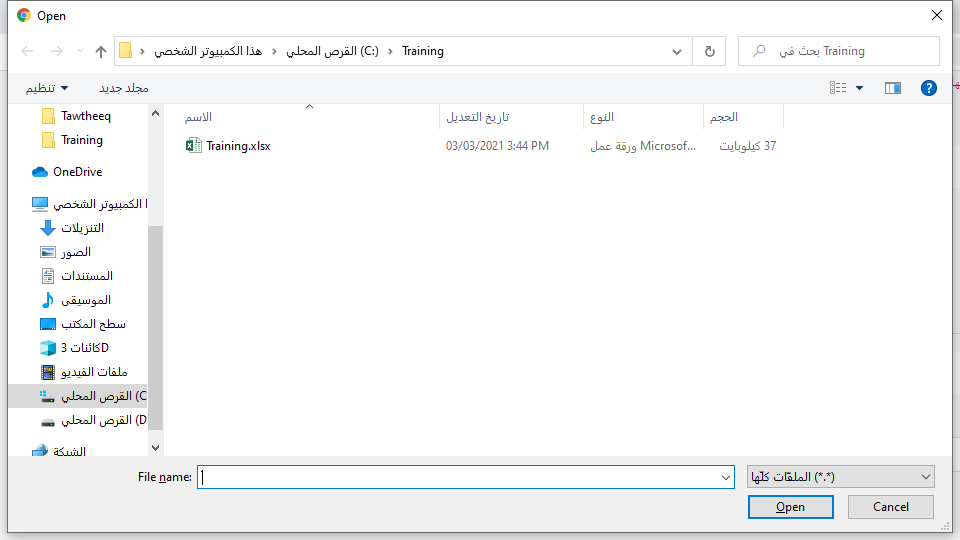 Open
هذا الكمبيوتر الشخصي › القرص المحلي (C:) › Training
بحث في Training
تنظيم
مجلد جديد
الاسم
تاريخ التعديل
النوع
الحجم
Training.xlsx
03/03/2021 3:44 PM
ورقة عمل Microsof...
37 كيلوبايت
Tawtheeq
Training
OneDrive
ا الكمبيوتر الشخصي
التنزيلات
الصور
المستندات
الموسيقى
سطح المكتب
كائنات 3D
ملفات الفيديو
القرص المحلي (C
القرص المحلي (D
الشبكة
File name:
الملفّات كلّها (*.*)
Open
Cancel